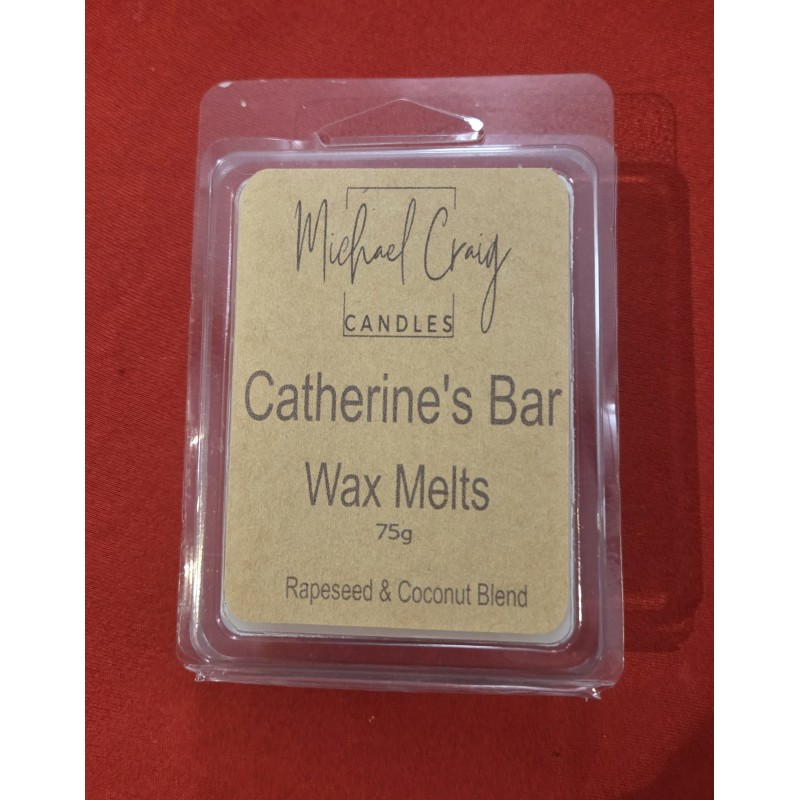 Michael Craig
CANDLES
Catherine's Bar
Wax Melts
75g
Rapeseed & Coconut Blend